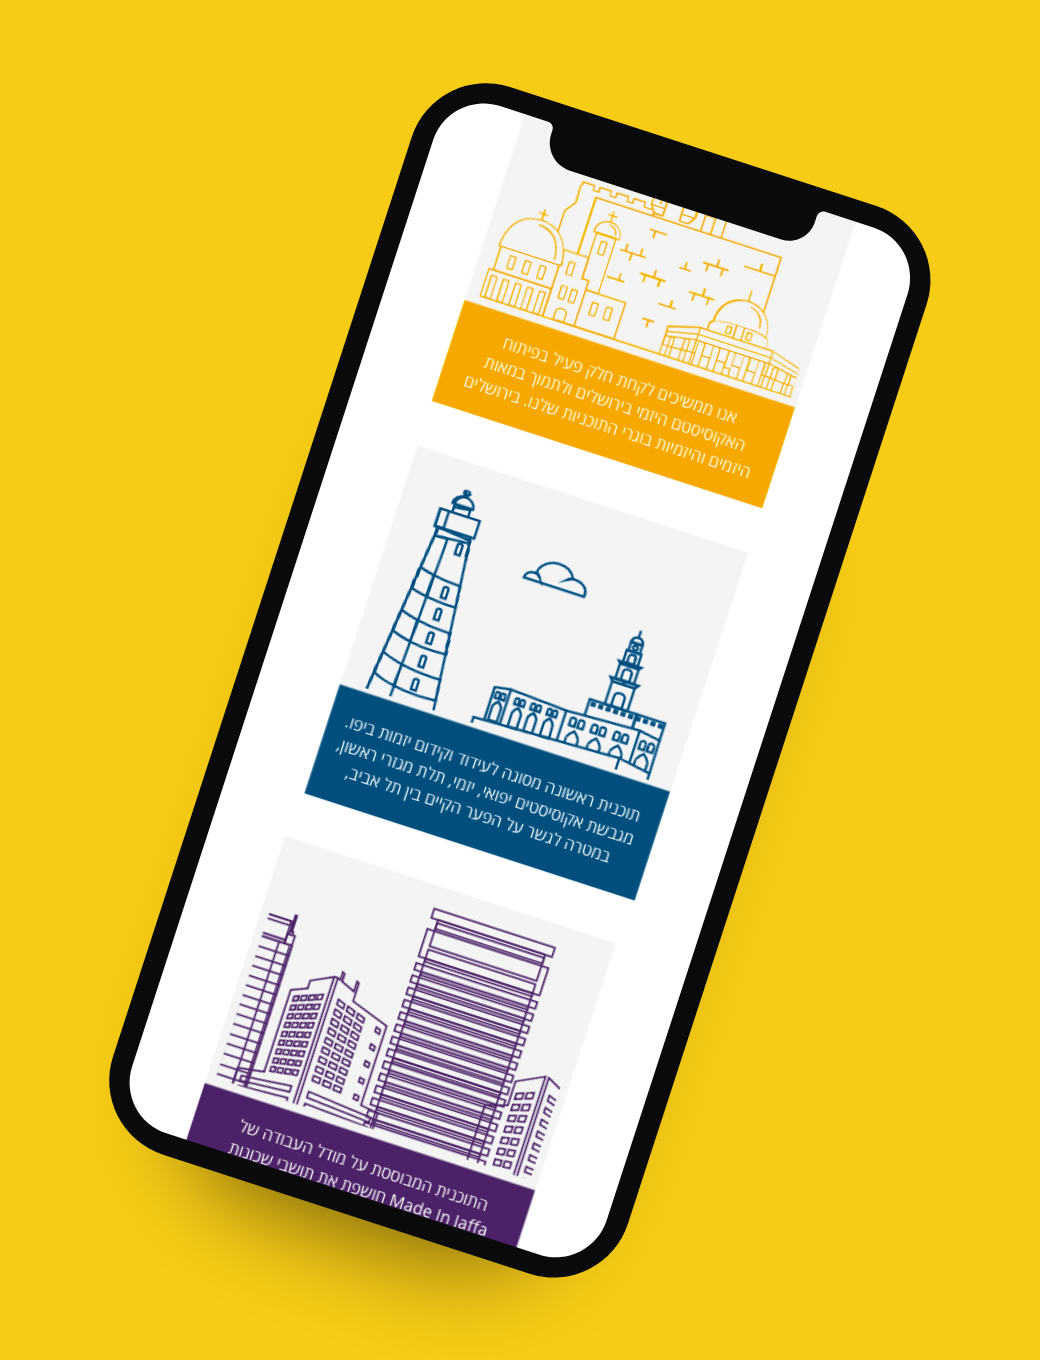 אנו ממשיכים לקחת חלק פעיל בפיתוח
האקוסיסטם היזמי בירושלים ולתמוך במאות
היזמים והיזמיות בוגרי התוכניות שלנו. בירושלים
תוכנית ראשונה מסוגה לעידוד וקידום יזמות ביפו.
מגבשת אקוסיסטים יפואי, יזמי, תלת מגזרי ראשון,
במטרה לגשר על הפער הקיים בין תל אביב,
התוכנית המבוססת על מודל העבודה של
Made In Jaffa חושפת את תושבי שכונות